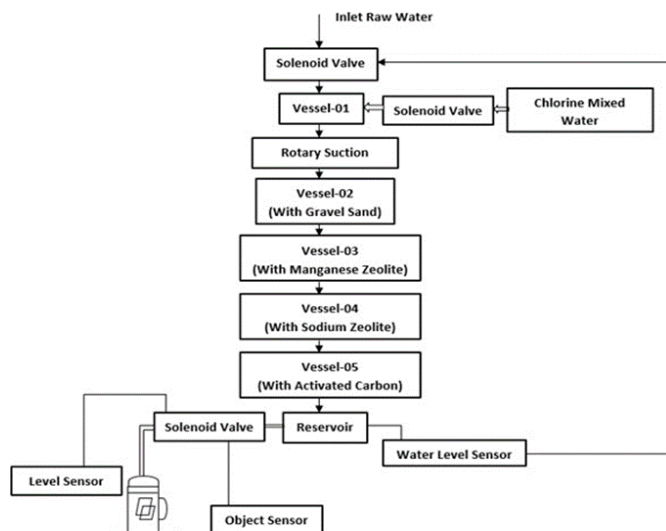 Inlet Raw Water
Solenoid Valve
Vessel-01
Solenoid Valve
Chlorine Mixed
Water
Rotary Suction
Vessel-02
(With Gravel Sand)
Vessel-03
(With Manganese Zeolite)
Vessel-04
(With Sodium Zeolite)
Vessel-05
(With Activated Carbon)
Solenoid Valve
Reservoir
Water Level Sensor
Level Sensor
Object Sensor